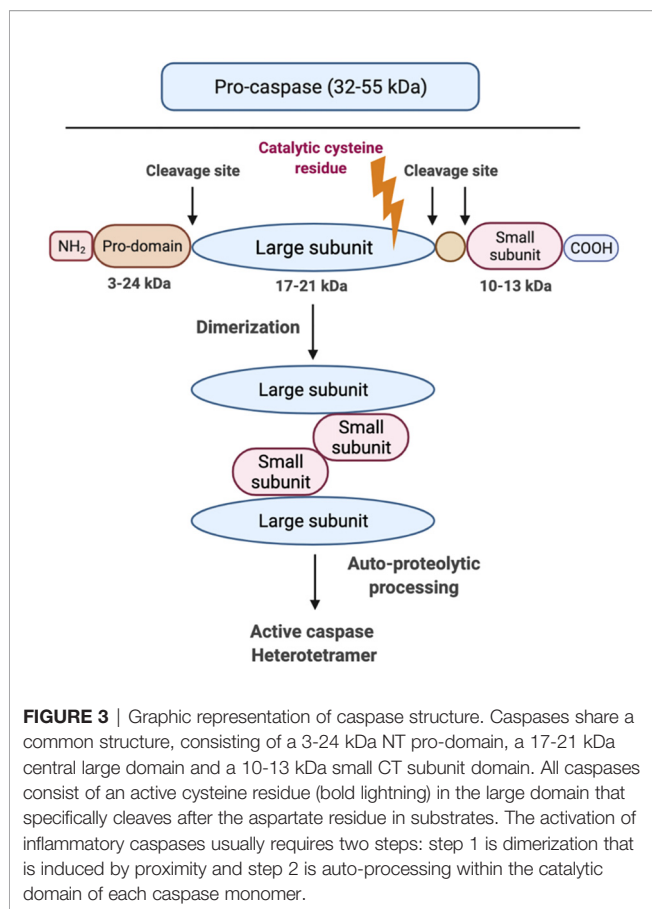 Pro-caspase (32-55 kDa)
Catalytic cysteine
residue
Cleavage site
Cleavage site
NH₂
Pro-domain
Large subunit
Small
subunit
COOH
3-24 kDa
17-21 kDa
10-13 kDa
Dimerization
Large subunit
Small
subunit
Small
subunit
Large subunit
Auto-proteolytic
processing
Active caspase
Heterotetramer
FIGURE 3 | Graphic representation of caspase structure. Caspases share a
common structure, consisting of a 3-24 kDa NT pro-domain, a 17-21 kDa
central large domain and a 10-13 kDa small CT subunit domain. All caspases
consist of an active cysteine residue (bold lightning) in the large domain that
specifically cleaves after the aspartate residue in substrates. The activation of
inflammatory caspases usually requires two steps: step 1 is dimerization that
is induced by proximity and step 2 is auto-processing within the catalytic
domain of each caspase monomer.